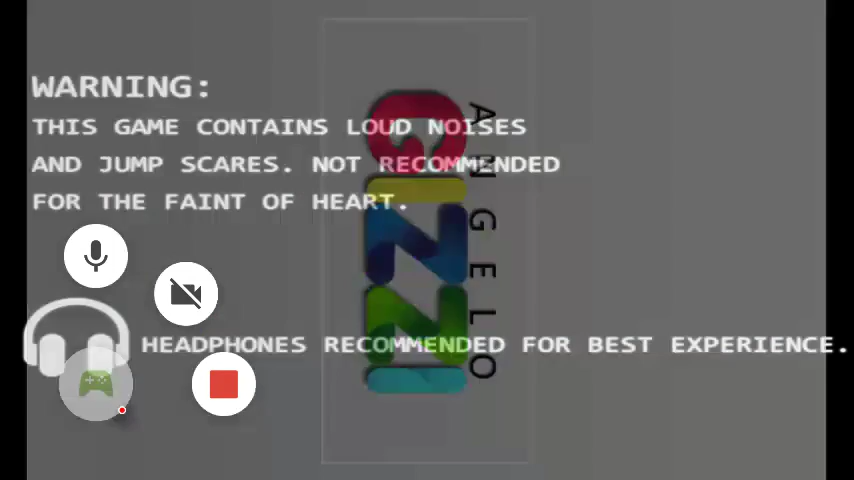 WARNING:
THIS GAME CONTAINS LOUD NOISES
AND JUMP SCARES. NOT RECOMMENDED
FOR THE FAINT OF HEART.
HEADPHONES RECOMMENDED FOR BEST EXPERIENCE.
ANGELO
GIZZI